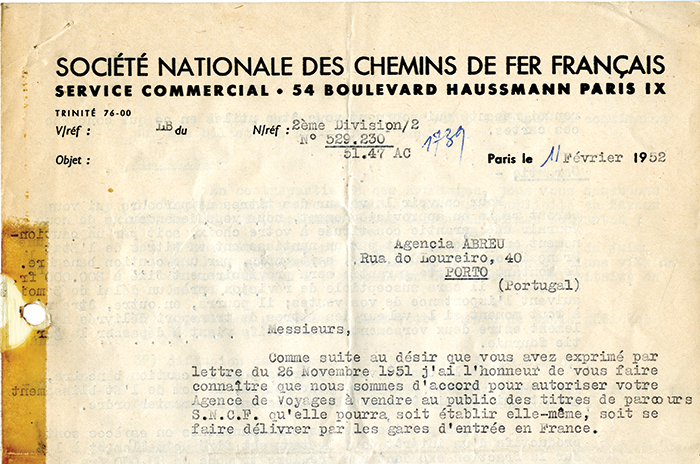 SOCIÉTÉ NATIONALE DES CHEMINS DE FER FRANÇAIS
SERVICE COMMERCIAL • 54 BOULEVARD HAUSSMANN PARIS IX
TRINITÉ 76-00
V/réf : LB du N/réf : 2ème Division/2
N° 529.230
51.47 AC 1739
Objet : Paris le 11 Février 1952
Agencia ABREU
Rua do Loureiro, 40
PORTO
(Portugal)
Messieurs,
Comme suite au désir que vous avez exprimé par
lettre du 26 Novembre 1951 j'ai l'honneur de vous faire
connaître que nous sommes d'accord pour autoriser votre
Agence de Voyages à vendre au public des titres de parcours
S.N.C.F. qu'elle pourra soit établir elle-même, soit se
faire délivrer par les gares d'entrée en France.